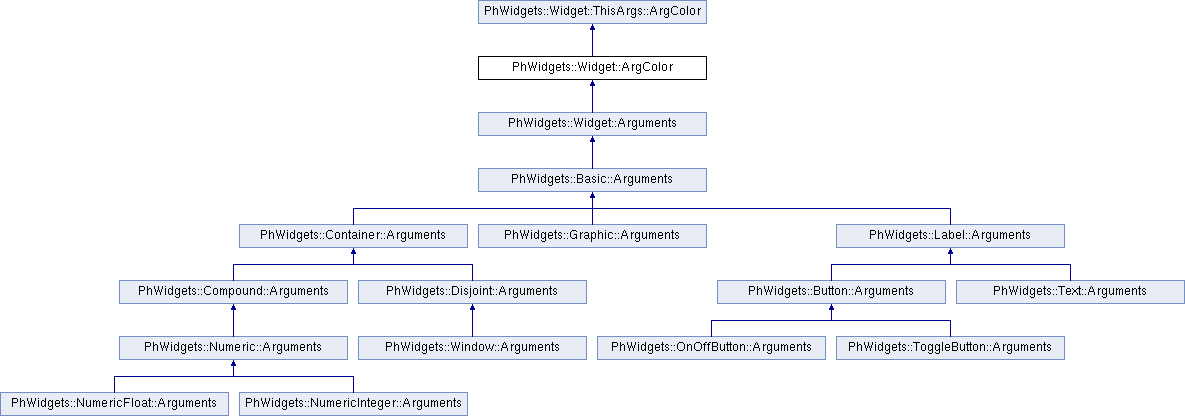 PhWidgets::Widget::ThisArgs::ArgColor
PhWidgets::Widget::ArgColor
PhWidgets::Widget::Arguments
PhWidgets::Basic::Arguments
PhWidgets::Container::Arguments
PhWidgets::Graphic::Arguments
PhWidgets::Label::Arguments
PhWidgets::Compound::Arguments
PhWidgets::Disjoint::Arguments
PhWidgets::Button::Arguments
PhWidgets::Text::Arguments
PhWidgets::Numeric::Arguments
PhWidgets::Window::Arguments
PhWidgets::OnOffButton::Arguments
PhWidgets::ToggleButton::Arguments
PhWidgets::NumericFloat::Arguments
PhWidgets::NumericInteger::Arguments